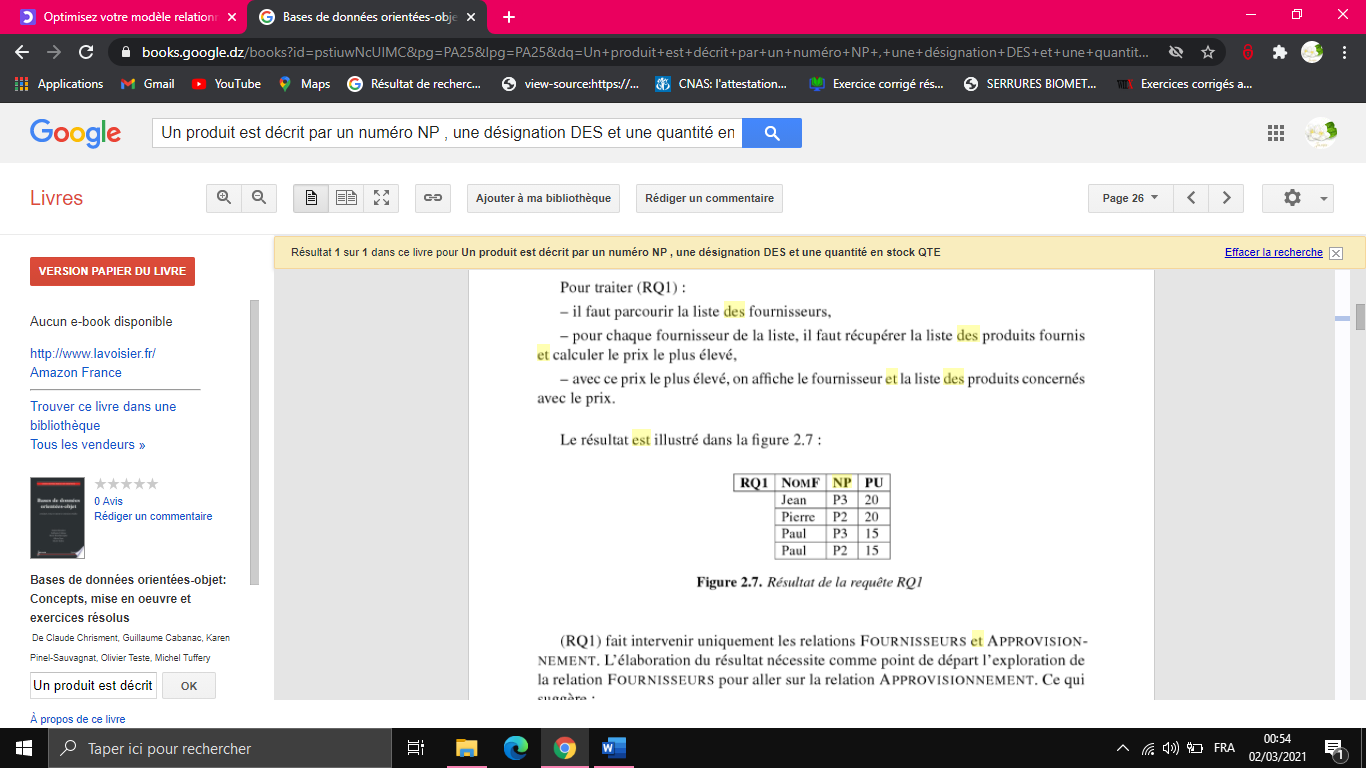 Optimisez votre modèle relationn
Bases de données orientées-obje
books.google.dz/books?id=pstiuwNcUIMC&pg=PA25&lpg=PA25&dq=Un+produit+est+décrit+par+un+numéro+NP+,+une+désignation+DES+et+une+quantit...
Applications
Gmail
YouTube
Maps
Résultat de recherc...
view-source:https://...
CNAS: l'attestation...
Exercice corrigé rés...
SERRURES BIOMET...
Exercices corrigés a...
Google
Un produit est décrit par un numéro NP , une désignation DES et une quantité en
Livres
Ajouter à ma bibliothèque
Rédiger un commentaire
Page 26
Résultat 1 sur 1 dans ce livre pour Un produit est décrit par un numéro NP , une désignation DES et une quantité en stock QTE
Effacer la recherche
VERSION PAPIER DU LIVRE
Aucun e-book disponible
http://www.lavoisier.fr/
Amazon France
Trouver ce livre dans une
bibliothèque
Tous les vendeurs »
Bases de données
orientées-objet
0 Avis
Rédiger un commentaire
Bases de données orientées-objet:
Concepts, mise en oeuvre et
exercices résolus
De Claude Chrisment, Guillaume Cabanac, Karen
Pinel-Sauvagnat, Olivier Teste, Michel Tuffery
Un produit est décrit
OK
À propos de ce livre
Pour traiter (RQ1) :
– il faut parcourir la liste des fournisseurs,
– pour chaque fournisseur de la liste, il faut récupérer la liste des produits fournis
et calculer le prix le plus élevé,
– avec ce prix le plus élevé, on affiche le fournisseur et la liste des produits concernés
avec le prix.
Le résultat est illustré dans la figure 2.7 :
RQ1 NOMF NP PU
Jean P3 20
Pierre P2 20
Paul P3 15
Paul P2 15
Figure 2.7. Résultat de la requête RQ1
(RQ1) fait intervenir uniquement les relations FOURNISSEURS et APPROVISION-
NEMENT. L'élaboration du résultat nécessite comme point de départ l'exploration de
la relation FOURNISSEURS pour aller sur la relation APPROVISIONNEMENT. Ce qui
suggère :
Taper ici pour rechercher
FRA
00:54
02/03/2021
1